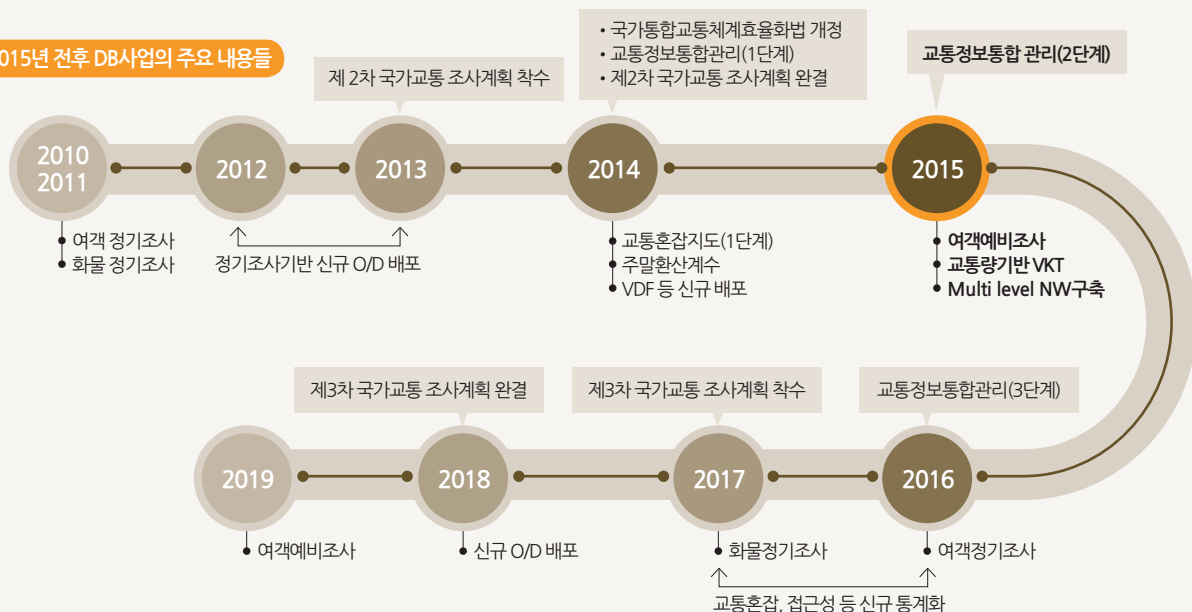 015년 전후 DB사업의 주요 내용들
• 국가통합교통체계효율화법 개정
• 교통정보통합관리(1단계)
• 제2차 국가교통 조사계획 완결
교통정보통합 관리(2단계)
제 2차 국가교통 조사계획 착수
2010
2011
2012
2013
2014
2015
• 여객 정기조사
• 화물 정기조사
정기조사기반 신규 O/D 배포
• 교통혼잡지도(1단계)
• 주말환산계수
• VDF 등 신규 배포
• 여객예비조사
• 교통량기반 VKT
• Multi level NW구축
제3차 국가교통 조사계획 완결
제3차 국가교통 조사계획 착수
교통정보통합관리(3단계)
2019
2018
2017
2016
• 여객예비조사
• 신규 O/D 배포
• 화물정기조사
• 여객정기조사
교통혼잡, 접근성 등 신규 통계화